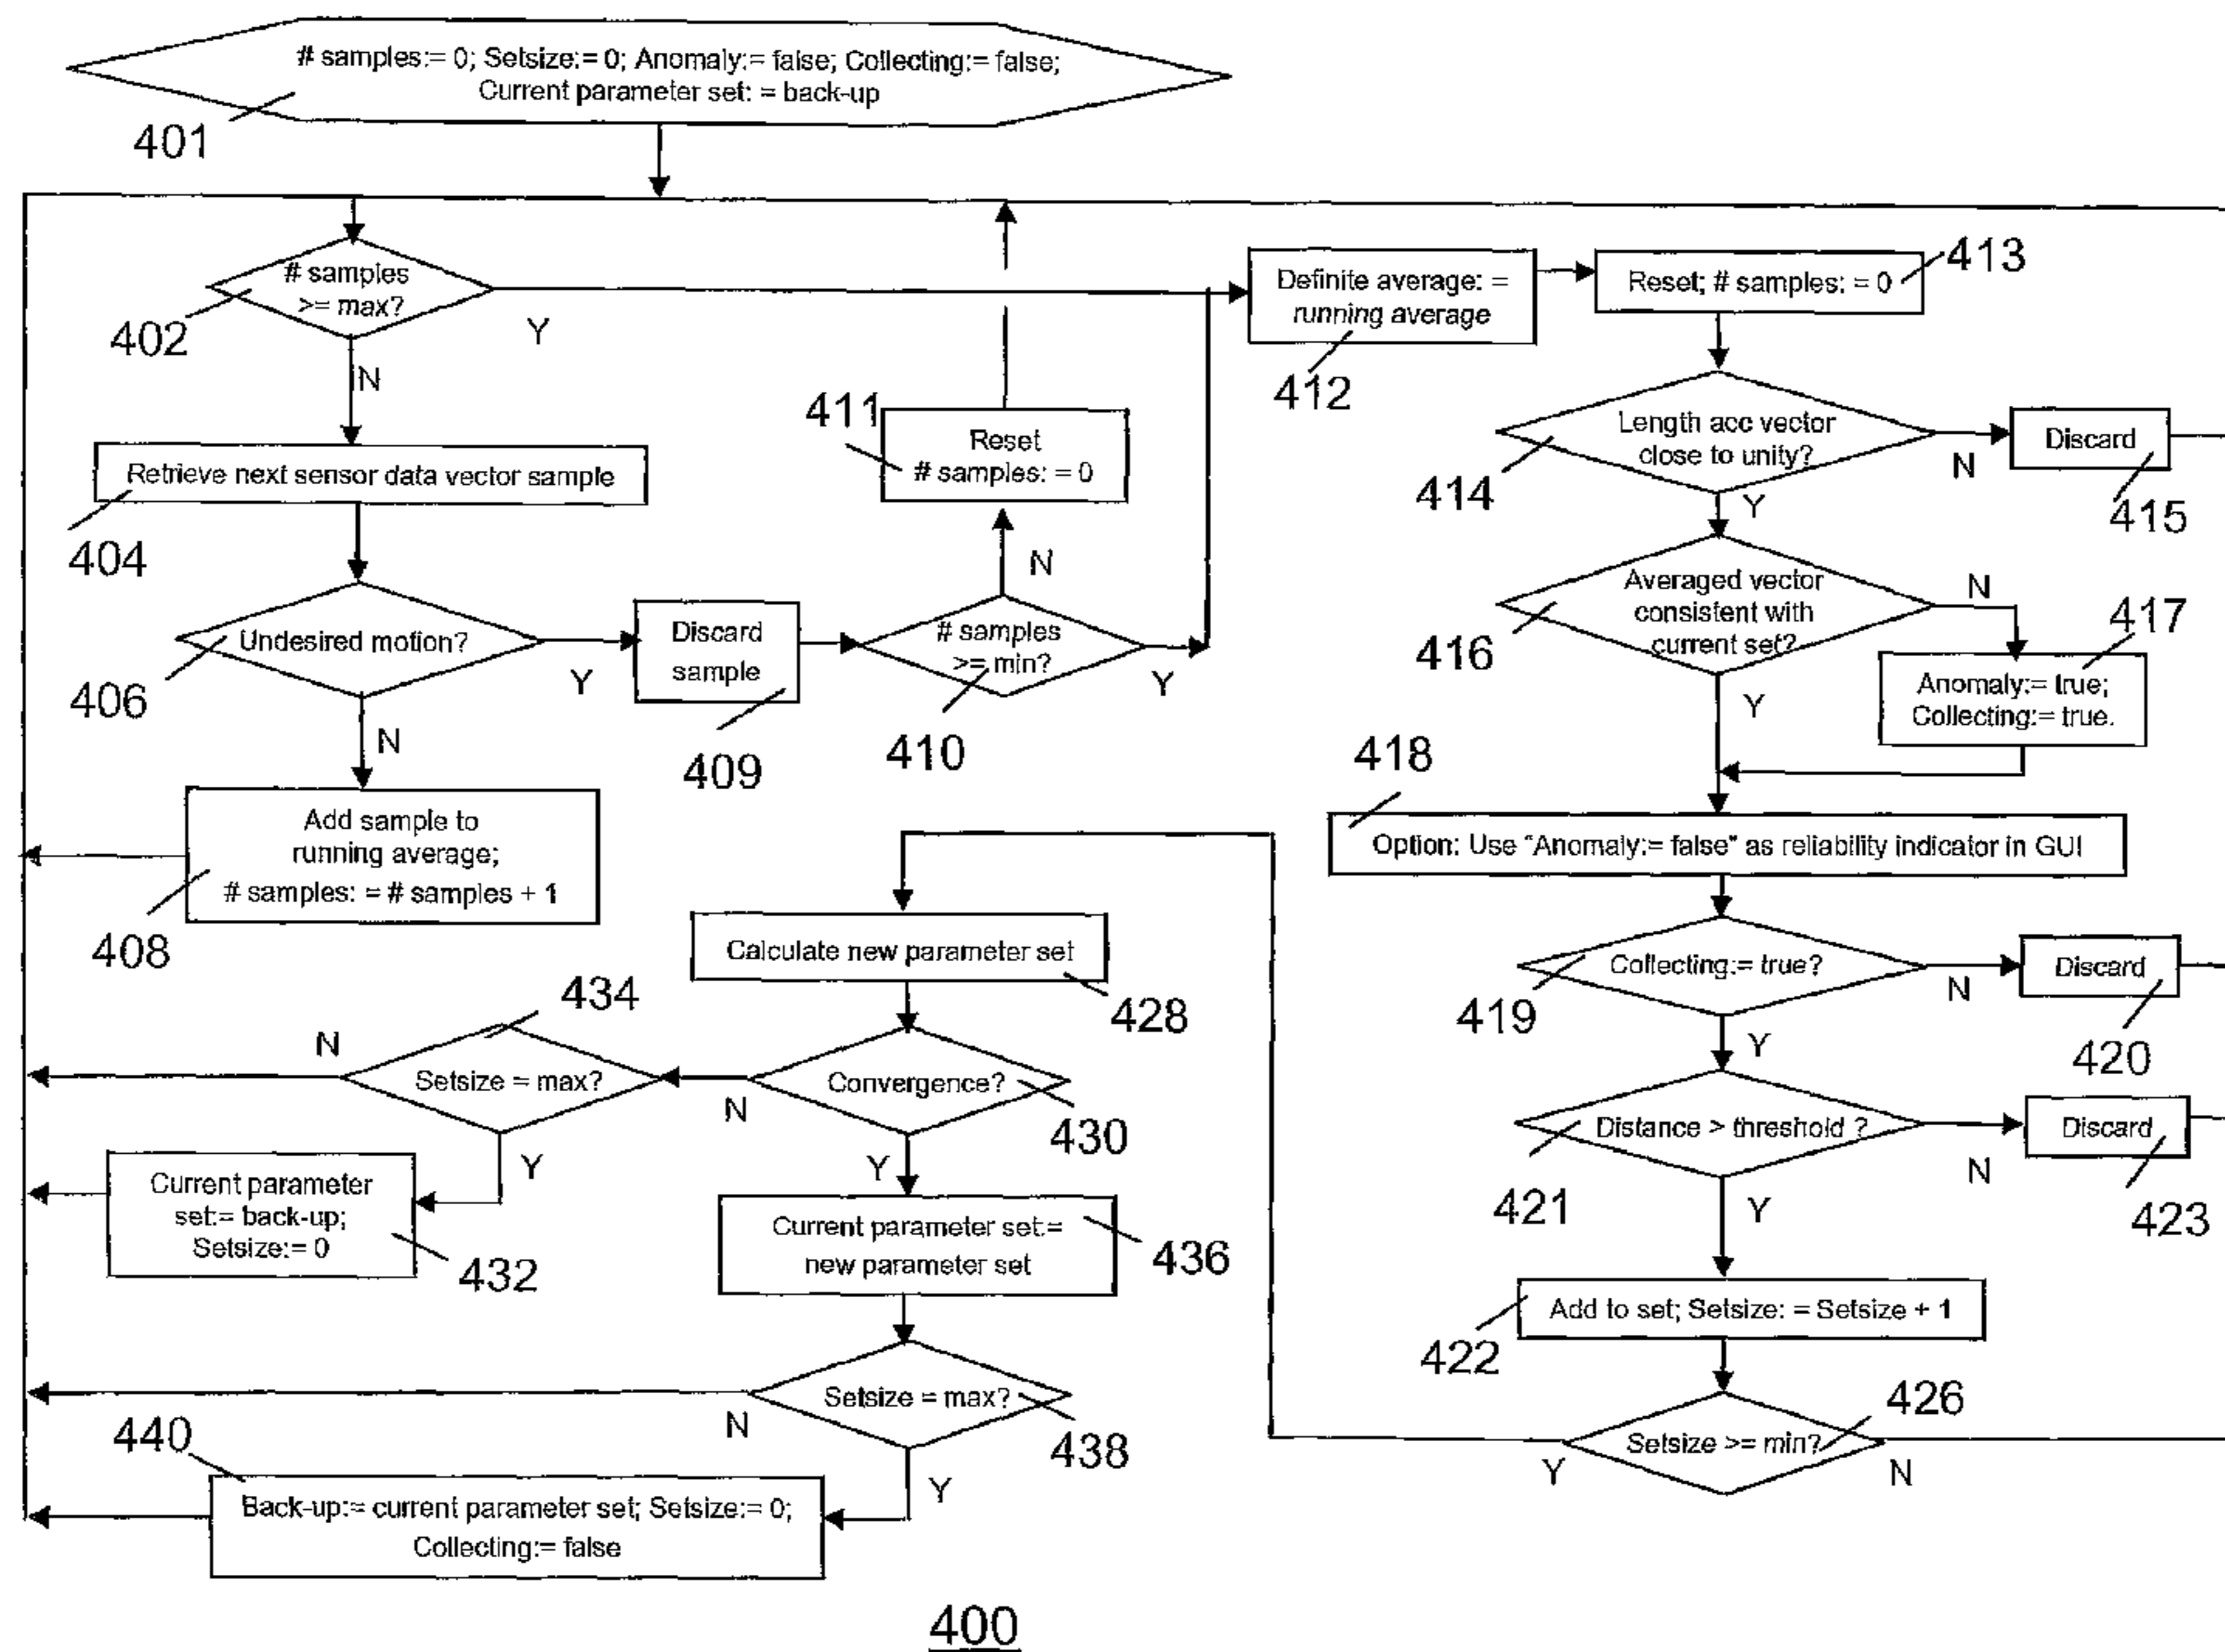 # samples:= 0; Setsize:= 0; Anomaly:= false; Collecting:= false;
Current parameter set: = back-up
401
# samples
>= max?
402
Y
N
Retrieve next sensor data vector sample
404
Undesired motion?
406
Y
N
Discard
sample
409
# samples
>= min?
410
N
Y
411
Reset
# samples: = 0
Add sample to
running average;
# samples: = # samples + 1
408
Definite average: =
running average
412
Reset; # samples: = 0
413
Length acc vector
close to unity?
414
N
Y
Discard
415
Averaged vector
consistent with
current set?
416
N
Y
417
Anomaly:= true;
Collecting:= true.
418
Option: Use "Anomaly:= false" as reliability indicator in GUI
Collecting:= true?
419
N
Y
Discard
420
Distance > threshold ?
421
N
Y
Discard
423
Add to set; Setsize: = Setsize + 1
422
Setsize >= min?
426
Y
N
Calculate new parameter set
428
Convergence?
430
N
Y
434
Setsize = max?
N
Y
Current parameter
set:= back-up;
Setsize:= 0
432
Current parameter set:=
new parameter set
436
Setsize = max?
438
N
Y
440
Back-up:= current parameter set; Setsize:= 0;
Collecting:= false
400